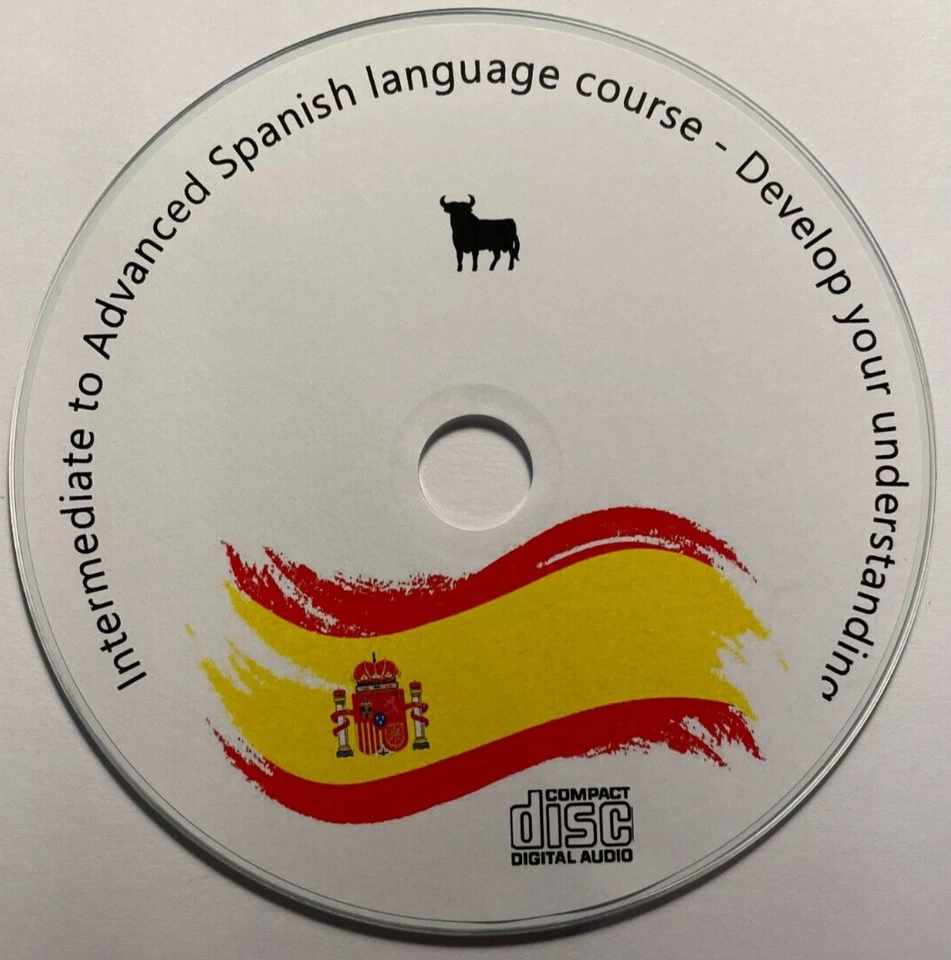 Intermediate to Advanced Spanish language course - Develop your understanding
COMPACT
disc
DIGITAL AUDIO